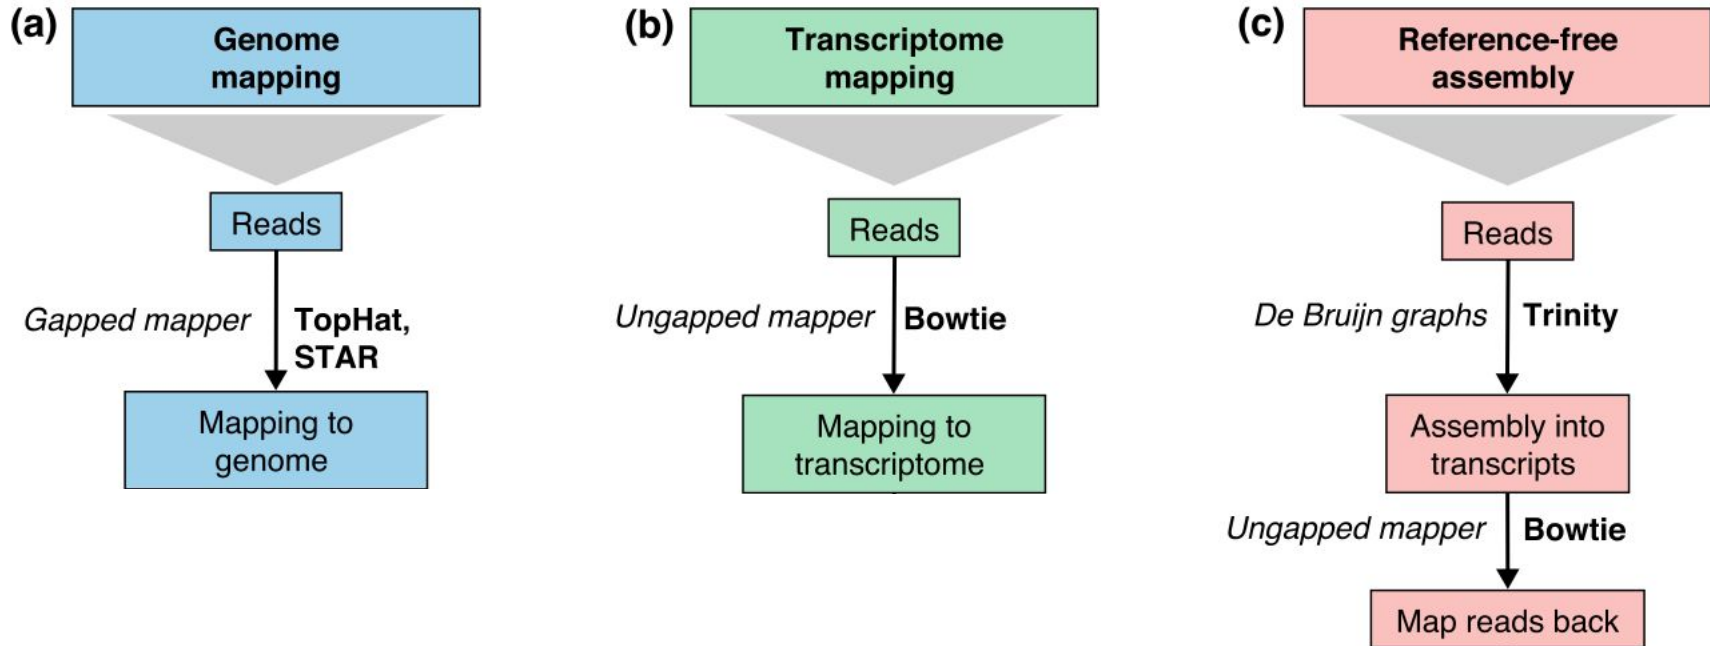 (a)
Genome
mapping
Reads
Gapped mapper
TopHat,
STAR
Mapping to
genome
(b)
Transcriptome
mapping
Reads
Ungapped mapper
Bowtie
Mapping to
transcriptome
(c)
Reference-free
assembly
Reads
De Bruijn graphs
Trinity
Assembly into
transcripts
Ungapped mapper
Bowtie
Map reads back